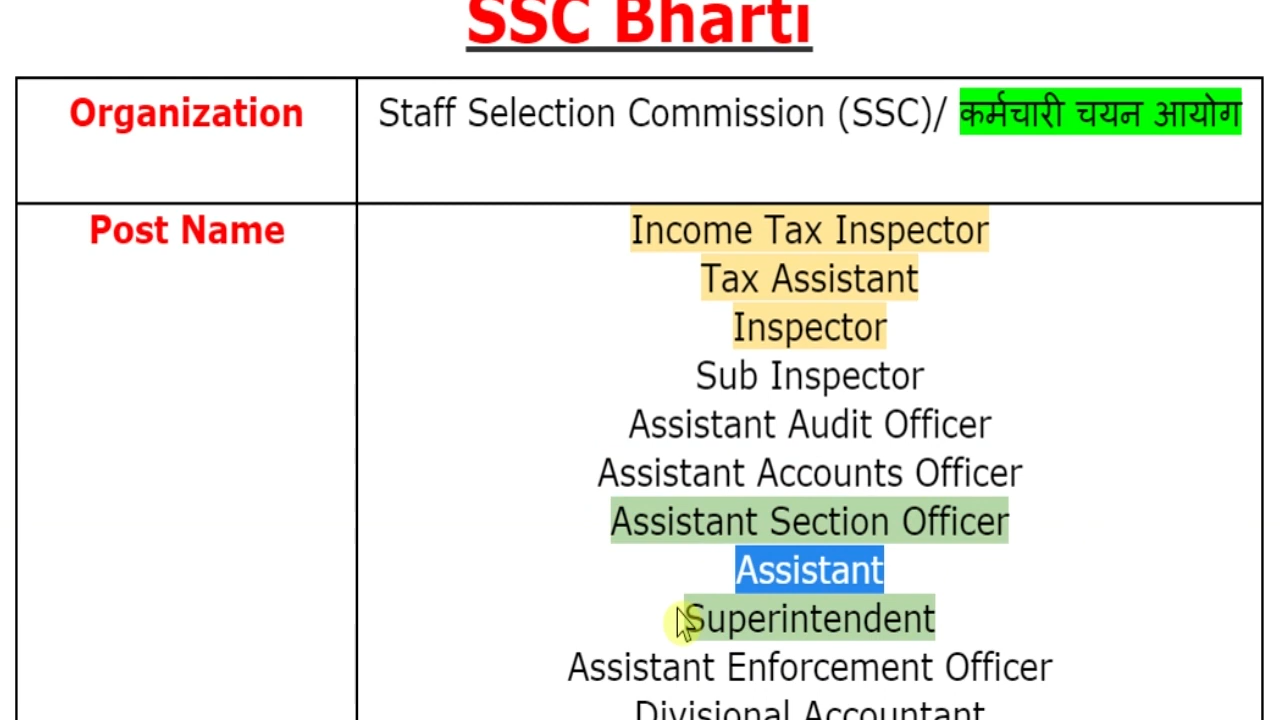 SSC Bharti
Organization
Staff Selection Commission (SSC)/ कर्मचारी चयन आयोग
Post Name
Income Tax Inspector
Tax Assistant
Inspector
Sub Inspector
Assistant Audit Officer
Assistant Accounts Officer
Assistant Section Officer
Assistant
Superintendent
Assistant Enforcement Officer
Divisional Accountant